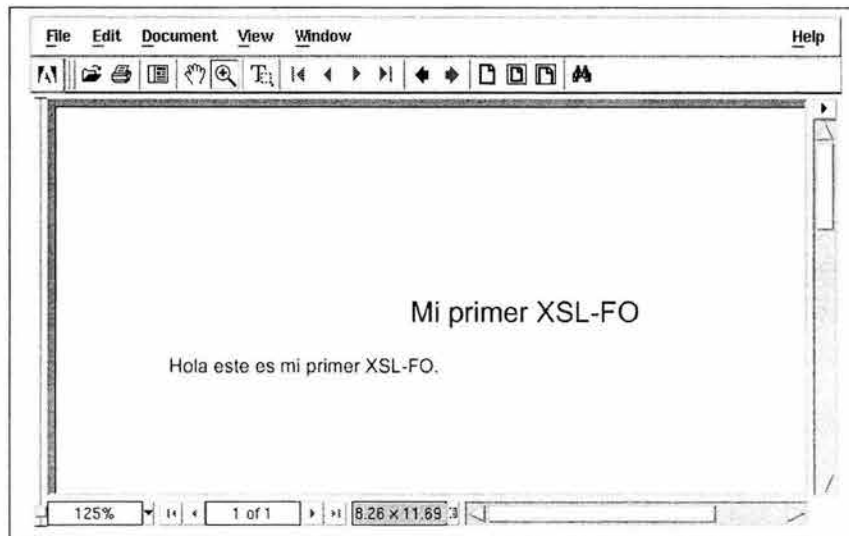 File Edit Document View Window Help
Mi primer XSL-FO
Hola este es mi primer XSL-FO.
125% 1 of 1 8.26 x 11.69